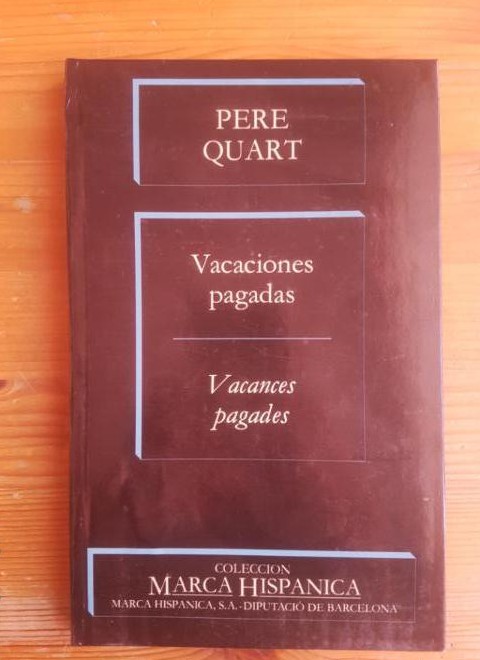 PERE
QUART
Vacaciones
pagadas
Vacances
pagades
COLECCION
MARCA HISPANICA
MARCA HISPANICA, S.A.-DIPUTACIÓ DE BARCELONA